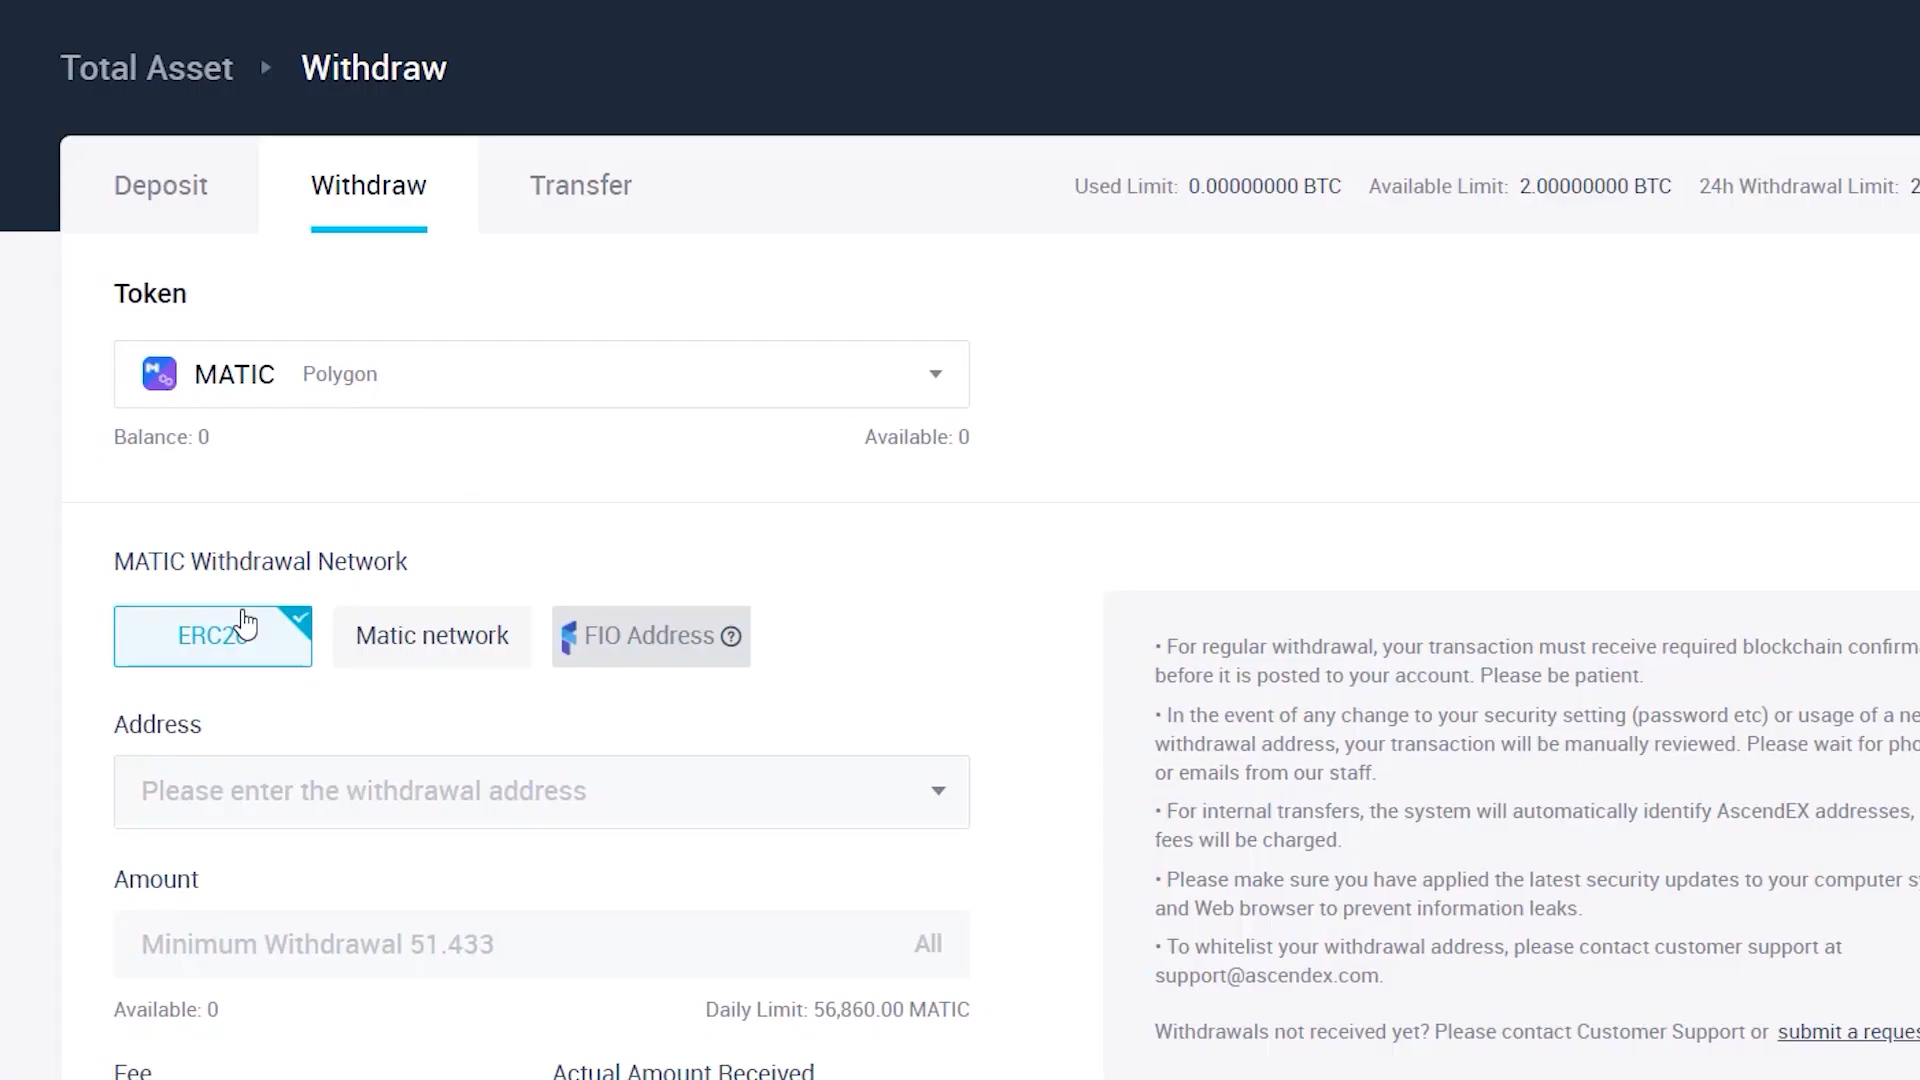 Total Asset
Withdraw
Deposit
Withdraw
Transfer
Used Limit: 0.00000000 BTC
Available Limit: 2.00000000 BTC
24h Withdrawal Limit: 2
Token
MATIC Polygon
Balance: 0
Available: 0
MATIC Withdrawal Network
Matic network
FIO Address
Address
Please enter the withdrawal address
Amount
Minimum Withdrawal 51.433
All
Available: 0
Daily Limit: 56,860.00 MATIC
Fee
Actual Amount Received
• For regular withdrawal, your transaction must receive required blockchain confirma
before it is posted to your account. Please be patient.
• In the event of any change to your security setting (password etc) or usage of a ne
withdrawal address, your transaction will be manually reviewed. Please wait for pho
or emails from our staff.
• For internal transfers, the system will automatically identify AscendEX addresses,
fees will be charged.
• Please make sure you have applied the latest security updates to your computer sy
and Web browser to prevent information leaks.
• To whitelist your withdrawal address, please contact customer support at
support@ascendex.com.
Withdrawals not received yet? Please contact Customer Support or submit a reques